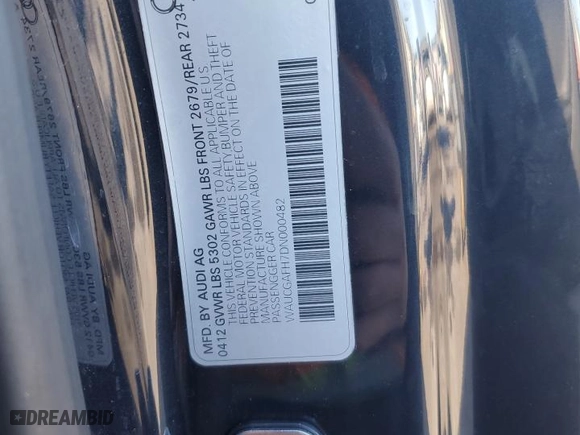 MFD. BY AUDI AG
0412 GVWR LBS 5302 GAWR LBS FRONT 2679/REAR 2734
THIS VEHICLE CONFORMS TO ALL APPLICABLE U S
FEDERAL MOTOR VEHICLE SAFETY BUMPER AND THEFT
PREVENTION STANDARDS IN EFFECT ON THE DATE OF
MANUFACTURE SHOWN ABOVE
PASSENGER CAR
WAUCGAFH7DN000482
DREAMBID